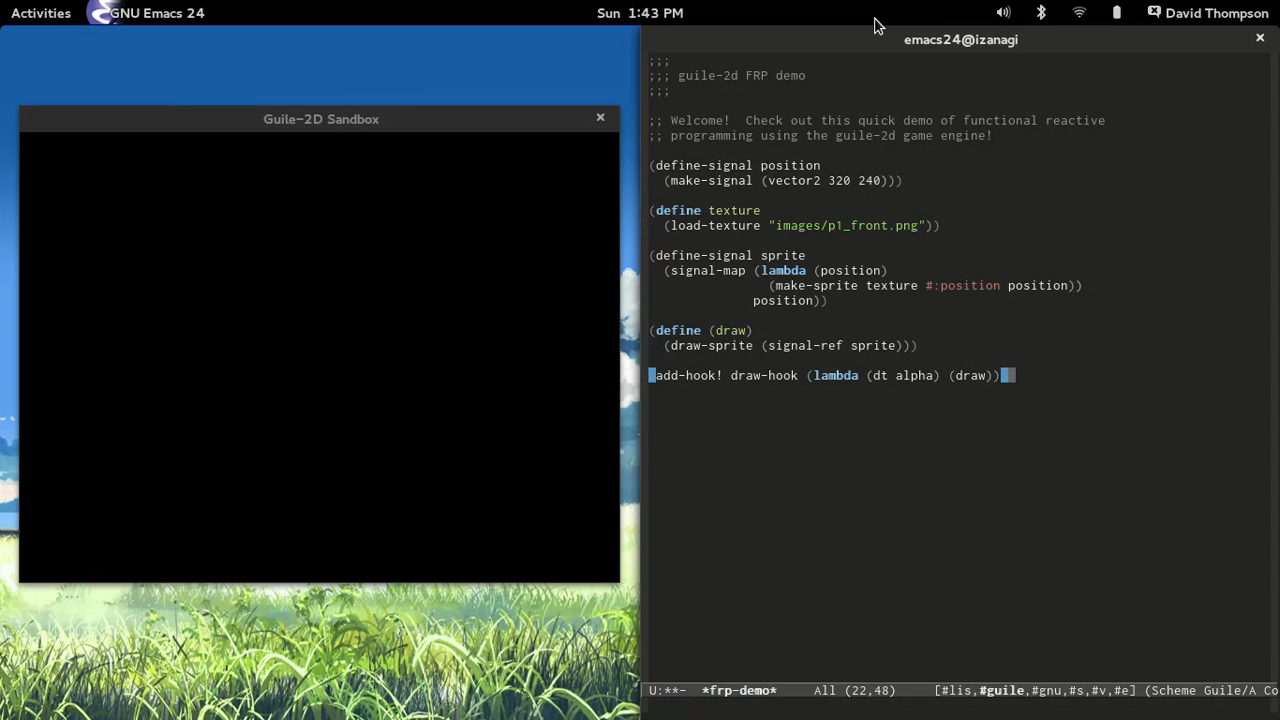 Activities GNU Emacs 24 Sun 1:43 PM David Thompson
Guile-2D Sandbox
emacs24@izanagi
;;;
;;; guile-2d FRP demo
;;;
;; Welcome!  Check out this quick demo of functional reactive
;; programming using the guile-2d game engine!
(define-signal position
  (make-signal (vector2 320 240)))
(define texture
  (load-texture "images/p1_front.png"))
(define-signal sprite
  (signal-map (lambda (position)
                (make-sprite texture #:position position))
              position))
(define (draw)
  (draw-sprite (signal-ref sprite)))
(add-hook! draw-hook (lambda (dt alpha) (draw)))
U:**-  *frp-demo*     All (22,48)     [#lis,#guile,#gnu,#s,#v,#e] (Scheme Guile/A Co